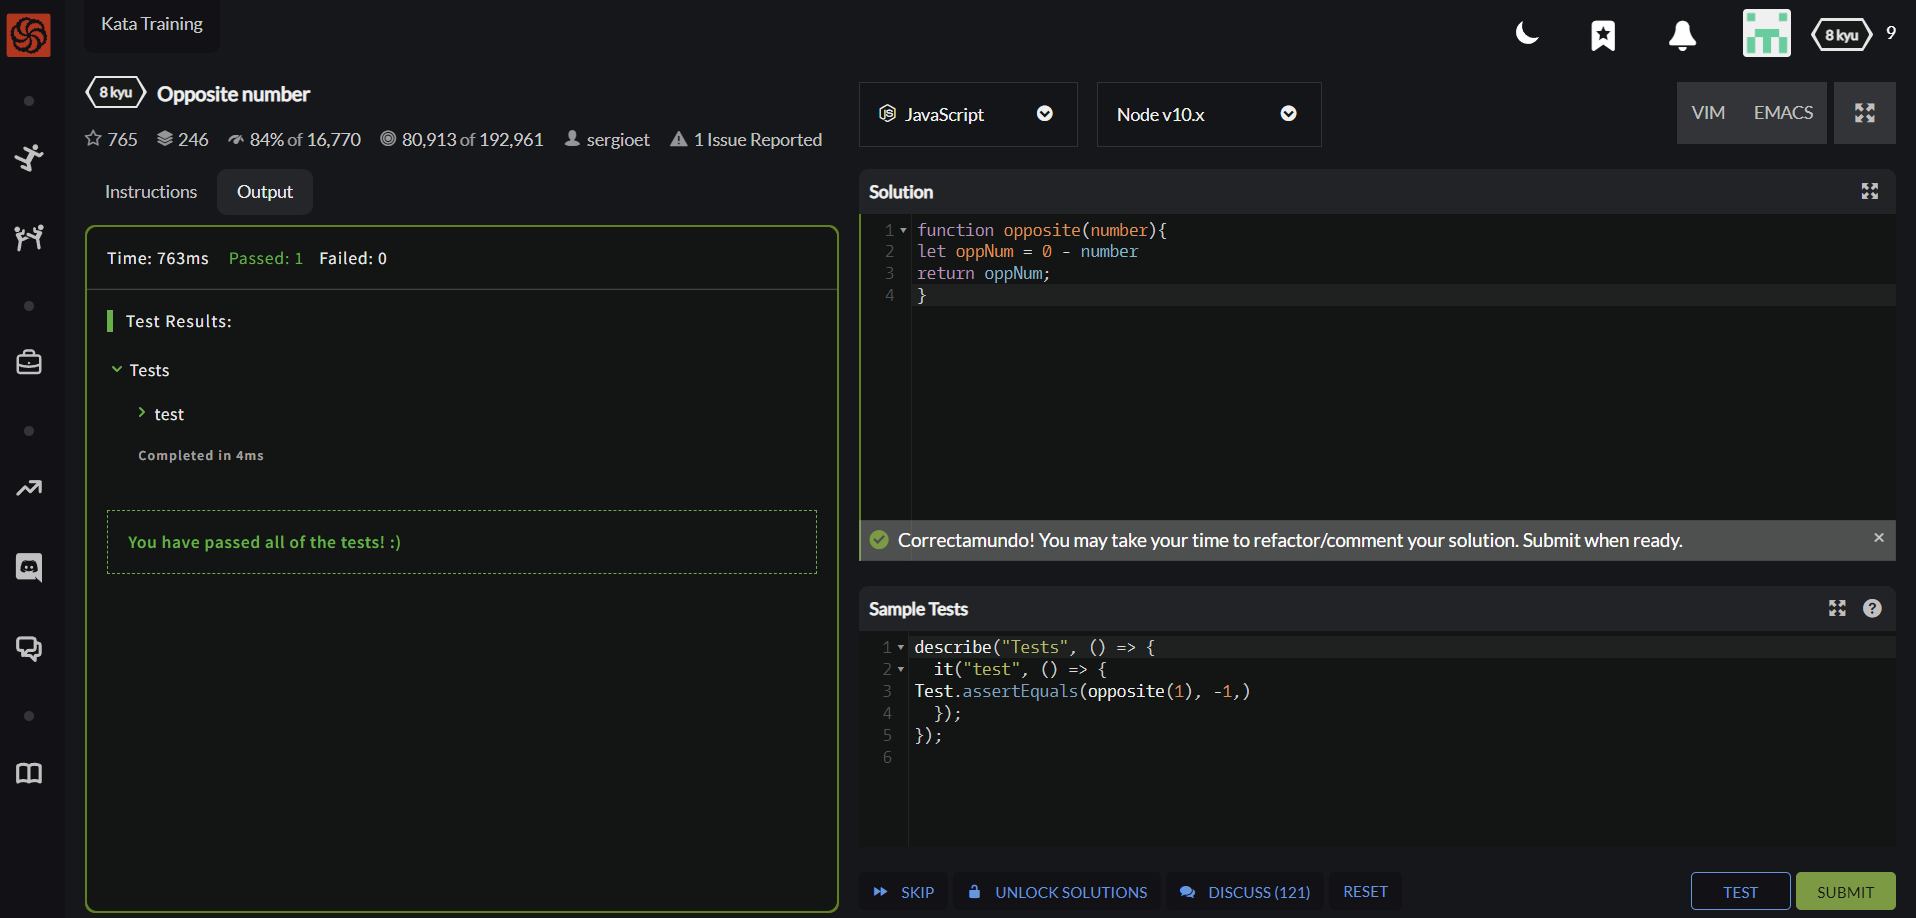 Kata Training
8 kyu 9
8 kyu Opposite number
765 246 84% of 16,770 80,913 of 192,961 sergioet 1 Issue Reported
Instructions Output
Time: 763ms Passed: 1 Failed: 0
Test Results:
Tests
test
Completed in 4ms
You have passed all of the tests! :)
JS JavaScript Node v10.x VIM EMACS
Solution
1 function opposite(number){
2 let oppNum = 0 - number
3 return oppNum;
4 }
Correctamundo! You may take your time to refactor/comment your solution. Submit when ready. ×
Sample Tests ?
1 describe("Tests", () => {
2 it("test", () => {
3 Test.assertEquals(opposite(1), -1,)
4 });
5 });
6
SKIP UNLOCK SOLUTIONS DISCUSS (121) RESET TEST SUBMIT